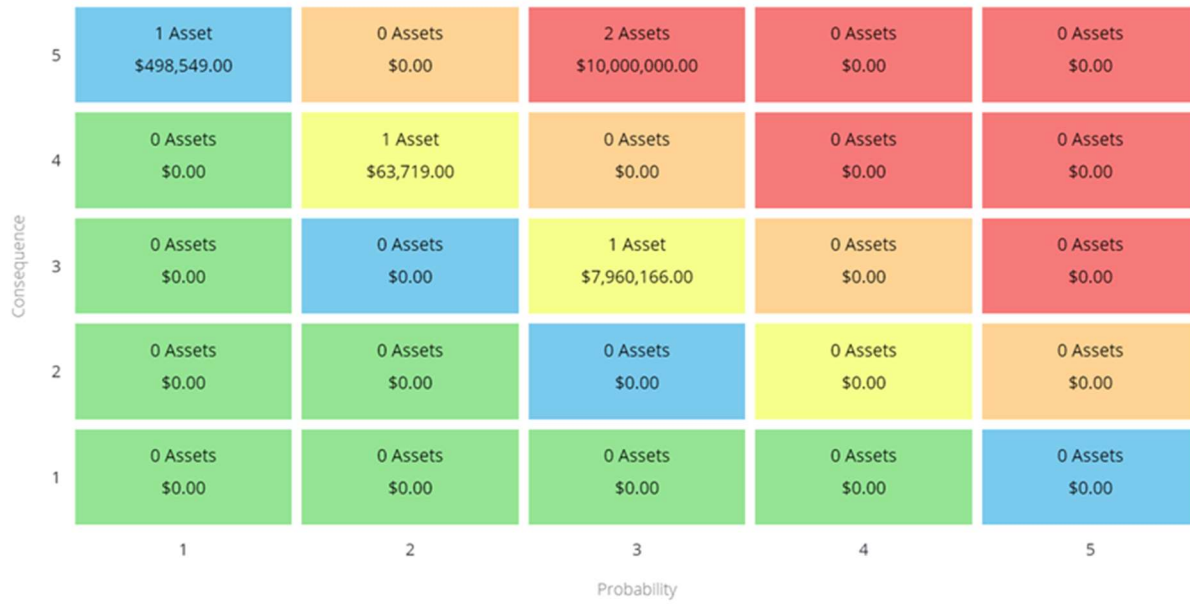 1 Asset 0 Assets 2 Assets 0 Assets 0 Assets
5
$498,549.00 $0.00 $10,000,000.00 $0.00 $0.00
0 Assets 1 Asset 0 Assets 0 Assets 0 Assets
4
$0.00 $63,719.00 $0.00 $0.00 $0.00
Consequence
0 Assets 0 Assets 1 Asset 0 Assets 0 Assets
3
$0.00 $0.00 $7,960,166.00 $0.00 $0.00
0 Assets 0 Assets 0 Assets 0 Assets 0 Assets
2
$0.00 $0.00 $0.00 $0.00 $0.00
0 Assets 0 Assets 0 Assets 0 Assets 0 Assets
1
$0.00 $0.00 $0.00 $0.00 $0.00
1 2 3 4 5
Probability